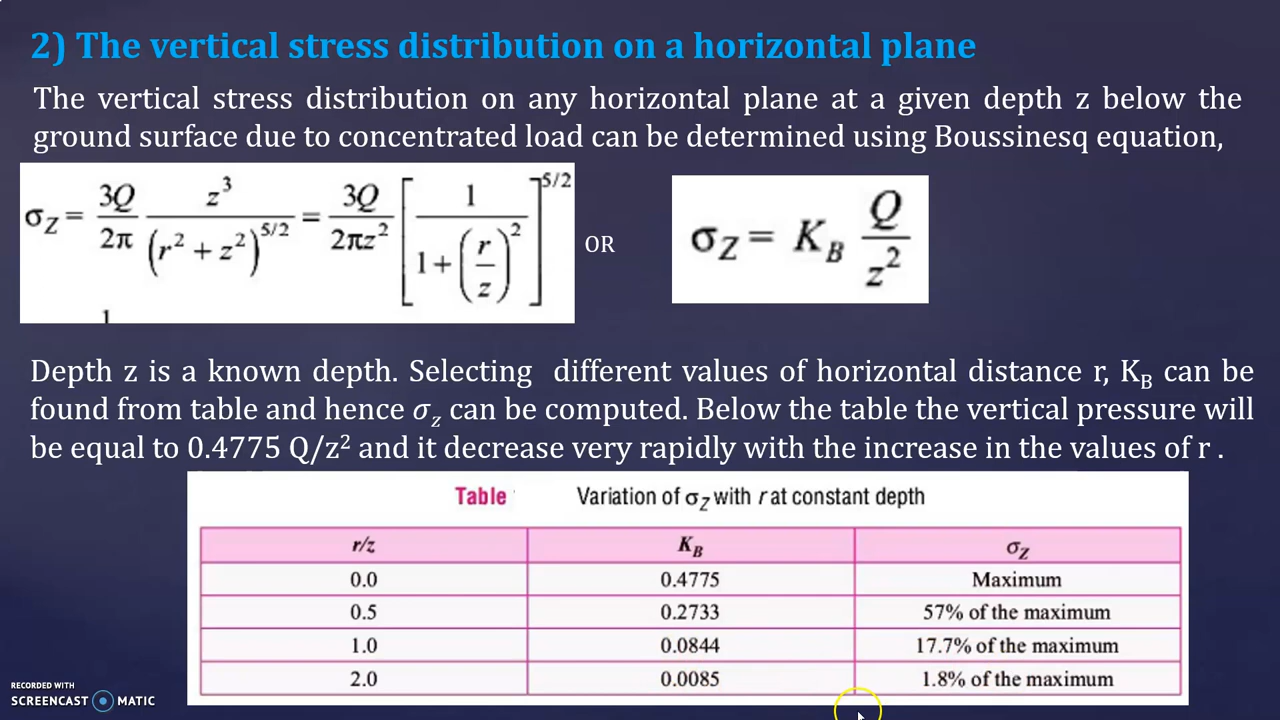 2) The vertical stress distribution on a horizontal plane
The vertical stress distribution on any horizontal plane at a given depth z below the
ground surface due to concentrated load can be determined using Boussinesq equation,
σ_Z = 3Q/2π z³/(r² + z²)^5/2 = 3Q/2πz² [1/(1 + (r/z)²)]^5/2 OR σ_Z = K_B Q/z²
1
Depth z is a known depth. Selecting different values of horizontal distance r, K_B can be
found from table and hence σ_z can be computed. Below the table the vertical pressure will
be equal to 0.4775 Q/z² and it decrease very rapidly with the increase in the values of r .
Table Variation of σ_Z with r at constant depth
r/z K_B σ_Z
0.0 0.4775 Maximum
0.5 0.2733 57% of the maximum
1.0 0.0844 17.7% of the maximum
2.0 0.0085 1.8% of the maximum
RECORDED WITH
SCREENCAST MATIC